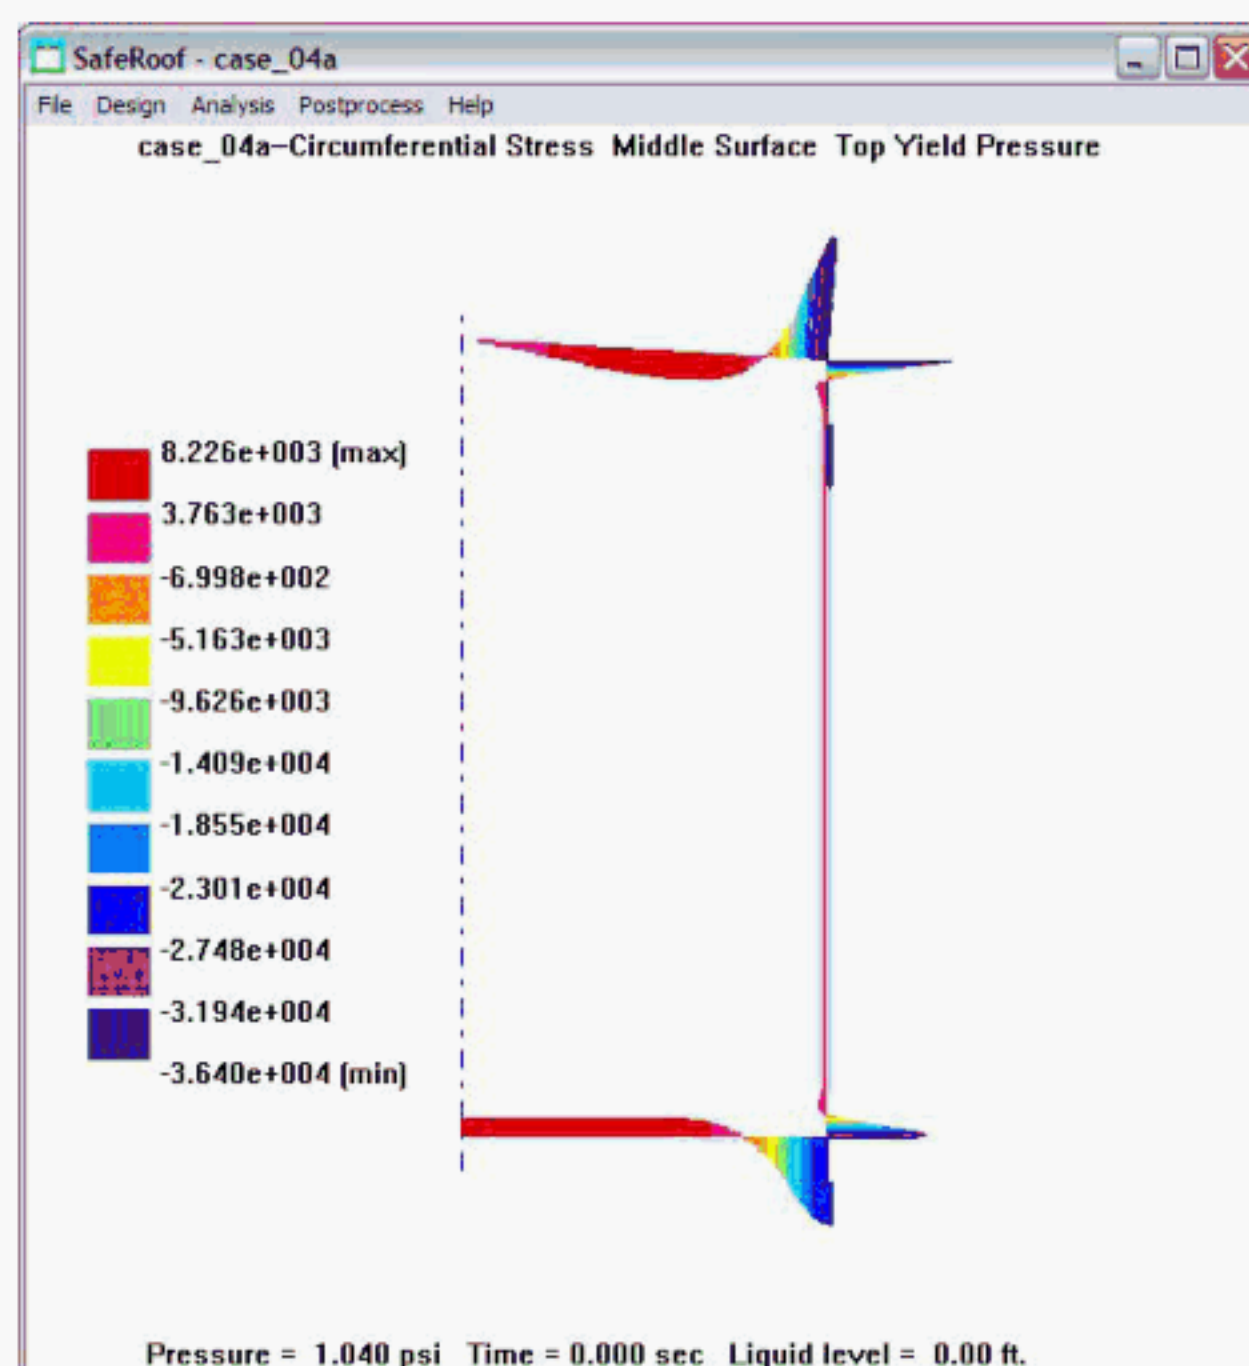 SafeRoof - case_04a
File Design Analysis Postprocess Help
case_04a-Circumferential Stress Middle Surface Top Yield Pressure
8.226e+003 (max)
3.763e+003
-6.998e+002
-5.163e+003
-9.626e+003
-1.409e+004
-1.855e+004
-2.301e+004
-2.748e+004
-3.194e+004
-3.640e+004 (min)
Pressure = 1.040 psi Time = 0.000 sec Liquid level = 0.00 ft.